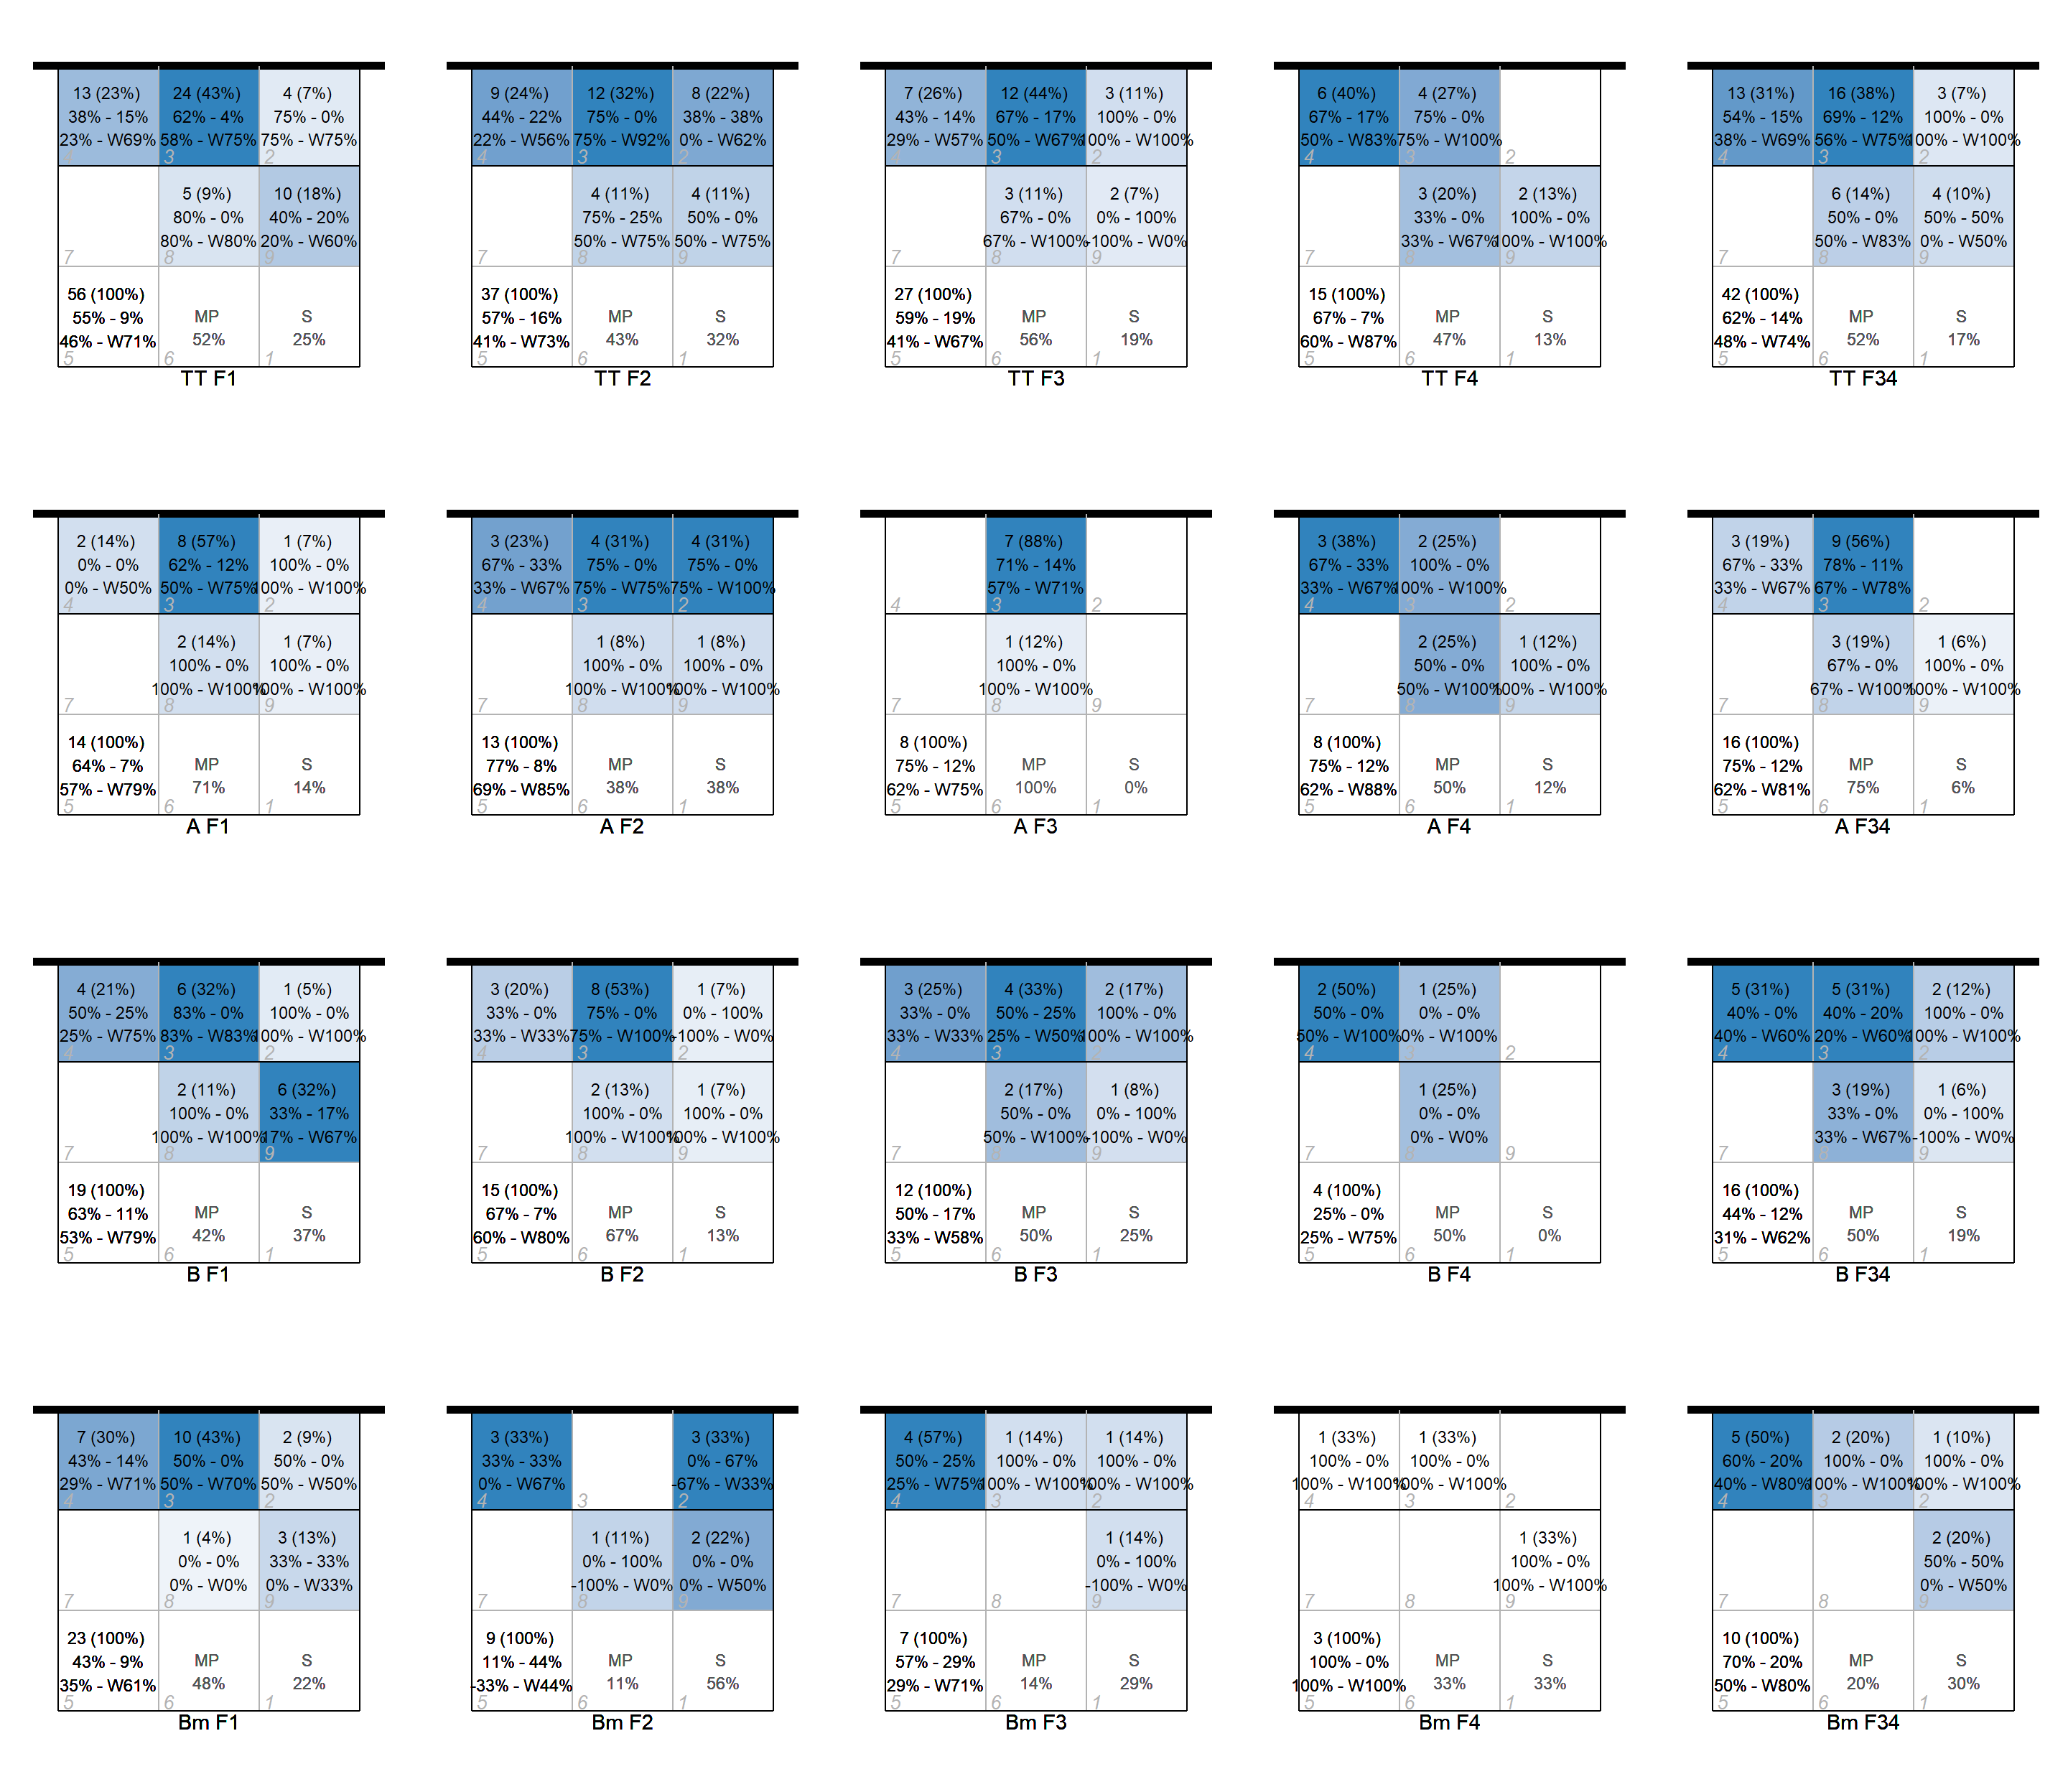 13 (23%)
38% - 15%
23% - W69%
4
24 (43%)
62% - 4%
58% - W75%
3
4 (7%)
75% - 0%
75% - W75%
2
7
5 (9%)
80% - 0%
80% - W80%
8
10 (18%)
40% - 20%
20% - W60%
9
56 (100%)
55% - 9%
46% - W71%
5
MP
52%
6
S
25%
1
TT F1
9 (24%)
44% - 22%
22% - W56%
4
12 (32%)
75% - 0%
75% - W92%
3
8 (22%)
38% - 38%
0% - W62%
2
7
4 (11%)
75% - 25%
50% - W75%
8
4 (11%)
50% - 0%
50% - W75%
9
37 (100%)
57% - 16%
41% - W73%
5
MP
43%
6
S
32%
1
TT F2
7 (26%)
43% - 14%
29% - W57%
4
12 (44%)
67% - 17%
50% - W67%
3
3 (11%)
100% - 0%
100% - W100%
2
7
3 (11%)
67% - 0%
67% - W100%
8
2 (7%)
0% - 100%
-100% - W0%
9
27 (100%)
59% - 19%
41% - W67%
5
MP
56%
6
S
19%
1
TT F3
6 (40%)
67% - 17%
50% - W83%
4
4 (27%)
75% - 0%
75% - W100%
3
2
7
3 (20%)
33% - 0%
33% - W67%
8
2 (13%)
100% - 0%
100% - W100%
9
15 (100%)
67% - 7%
60% - W87%
5
MP
47%
6
S
13%
1
TT F4
13 (31%)
54% - 15%
38% - W69%
4
16 (38%)
69% - 12%
56% - W75%
3
3 (7%)
100% - 0%
100% - W100%
2
7
6 (14%)
50% - 0%
50% - W83%
8
4 (10%)
50% - 50%
0% - W50%
9
42 (100%)
62% - 14%
48% - W74%
5
MP
52%
6
S
17%
1
TT F34
2 (14%)
0% - 0%
0% - W50%
4
8 (57%)
62% - 12%
50% - W75%
3
1 (7%)
100% - 0%
100% - W100%
2
7
2 (14%)
100% - 0%
100% - W100%
8
1 (7%)
100% - 0%
100% - W100%
9
14 (100%)
64% - 7%
57% - W79%
5
MP
71%
6
S
14%
1
A F1
3 (23%)
67% - 33%
33% - W67%
4
4 (31%)
75% - 0%
75% - W75%
3
4 (31%)
75% - 0%
75% - W100%
2
7
1 (8%)
100% - 0%
100% - W100%
8
1 (8%)
100% - 0%
100% - W100%
9
13 (100%)
77% - 8%
69% - W85%
5
MP
38%
6
S
38%
1
A F2
4
7 (88%)
71% - 14%
57% - W71%
3
2
7
1 (12%)
100% - 0%
100% - W100%
8
9
8 (100%)
75% - 12%
62% - W75%
5
MP
100%
6
S
0%
1
A F3
3 (38%)
67% - 33%
33% - W67%
4
2 (25%)
100% - 0%
100% - W100%
3
2
7
2 (25%)
50% - 0%
50% - W100%
8
1 (12%)
100% - 0%
100% - W100%
9
8 (100%)
75% - 12%
62% - W88%
5
MP
50%
6
S
12%
1
A F4
3 (19%)
67% - 33%
33% - W67%
4
9 (56%)
78% - 11%
67% - W78%
3
2
7
3 (19%)
67% - 0%
67% - W100%
8
1 (6%)
100% - 0%
100% - W100%
9
16 (100%)
75% - 12%
62% - W81%
5
MP
75%
6
S
6%
1
A F34
4 (21%)
50% - 25%
25% - W75%
4
6 (32%)
83% - 0%
83% - W83%
3
1 (5%)
100% - 0%
100% - W100%
2
7
2 (11%)
100% - 0%
100% - W100%
8
6 (32%)
33% - 17%
17% - W67%
9
19 (100%)
63% - 11%
53% - W79%
5
MP
42%
6
S
37%
1
B F1
3 (20%)
33% - 0%
33% - W33%
4
8 (53%)
75% - 0%
75% - W100%
3
1 (7%)
0% - 100%
-100% - W0%
2
7
2 (13%)
100% - 0%
100% - W100%
8
1 (7%)
100% - 0%
100% - W100%
9
15 (100%)
67% - 7%
60% - W80%
5
MP
67%
6
S
13%
1
B F2
3 (25%)
33% - 0%
33% - W33%
4
4 (33%)
50% - 25%
25% - W50%
3
2 (17%)
100% - 0%
100% - W100%
2
7
2 (17%)
50% - 0%
50% - W100%
8
1 (8%)
0% - 100%
-100% - W0%
9
12 (100%)
50% - 17%
33% - W58%
5
MP
50%
6
S
25%
1
B F3
2 (50%)
50% - 0%
50% - W100%
4
1 (25%)
0% - 0%
0% - W100%
3
2
7
1 (25%)
0% - 0%
0% - W0%
8
9
4 (100%)
25% - 0%
25% - W75%
5
MP
50%
6
S
0%
1
B F4
5 (31%)
40% - 0%
40% - W60%
4
5 (31%)
40% - 20%
20% - W60%
3
2 (12%)
100% - 0%
100% - W100%
2
7
3 (19%)
33% - 0%
33% - W67%
8
1 (6%)
0% - 100%
-100% - W0%
9
16 (100%)
44% - 12%
31% - W62%
5
MP
50%
6
S
19%
1
B F34
7 (30%)
43% - 14%
29% - W71%
4
10 (43%)
50% - 0%
50% - W70%
3
2 (9%)
50% - 0%
50% - W50%
2
7
1 (4%)
0% - 0%
0% - W0%
8
3 (13%)
33% - 33%
0% - W33%
9
23 (100%)
43% - 9%
35% - W61%
5
MP
48%
6
S
22%
1
Bm F1
3 (33%)
33% - 33%
0% - W67%
4
3
3 (33%)
0% - 67%
-67% - W33%
2
7
1 (11%)
0% - 100%
-100% - W0%
8
2 (22%)
0% - 0%
0% - W50%
9
9 (100%)
11% - 44%
-33% - W44%
5
MP
11%
6
S
56%
1
Bm F2
4 (57%)
50% - 25%
25% - W75%
4
1 (14%)
100% - 0%
100% - W100%
3
1 (14%)
100% - 0%
100% - W100%
2
7
8
1 (14%)
0% - 100%
-100% - W0%
9
7 (100%)
57% - 29%
29% - W71%
5
MP
14%
6
S
29%
1
Bm F3
1 (33%)
100% - 0%
100% - W100%
4
1 (33%)
100% - 0%
100% - W100%
3
2
7
8
1 (33%)
100% - 0%
100% - W100%
9
3 (100%)
100% - 0%
100% - W100%
5
MP
33%
6
S
33%
1
Bm F4
5 (50%)
60% - 20%
40% - W80%
4
2 (20%)
100% - 0%
100% - W100%
3
1 (10%)
100% - 0%
100% - W100%
2
7
8
2 (20%)
50% - 50%
0% - W50%
9
10 (100%)
70% - 20%
50% - W80%
5
MP
20%
6
S
30%
1
Bm F34